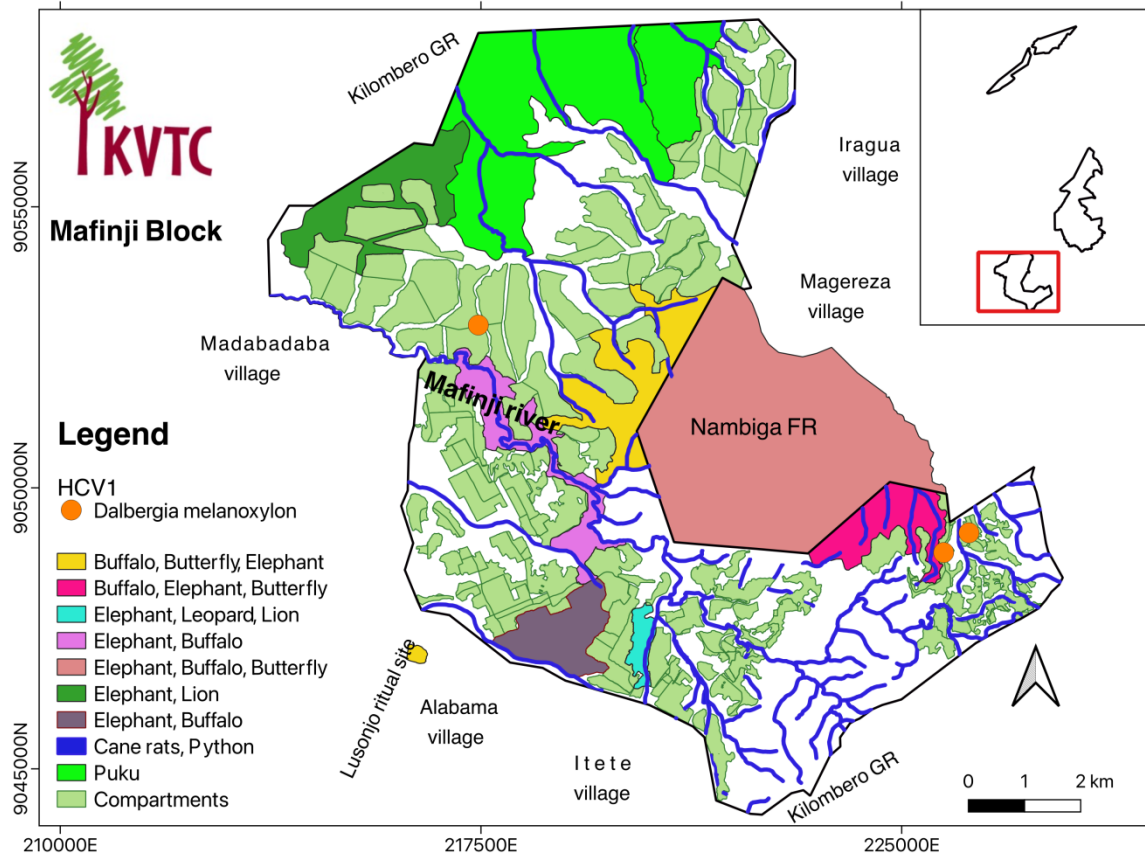 KVTC
Mafinji Block
Kilombero GR
Iragua
village
Magereza
village
Madabadaba
village
Mafinji river
Nambiga FR
Legend
HCV1
Dalbergia melanoxylon
Buffalo, Butterfly, Elephant
Buffalo, Elephant, Butterfly
Elephant, Leopard, Lion
Elephant, Buffalo
Elephant, Buffalo, Butterfly
Elephant, Lion
Elephant, Buffalo
Cane rats, Python
Puku
Compartments
Lusonjo ritual site
Alabama
village
Itete
village
Kilombero GR
0 1 2 km
9055000N
9050000N
9045000N
210000E
217500E
225000E